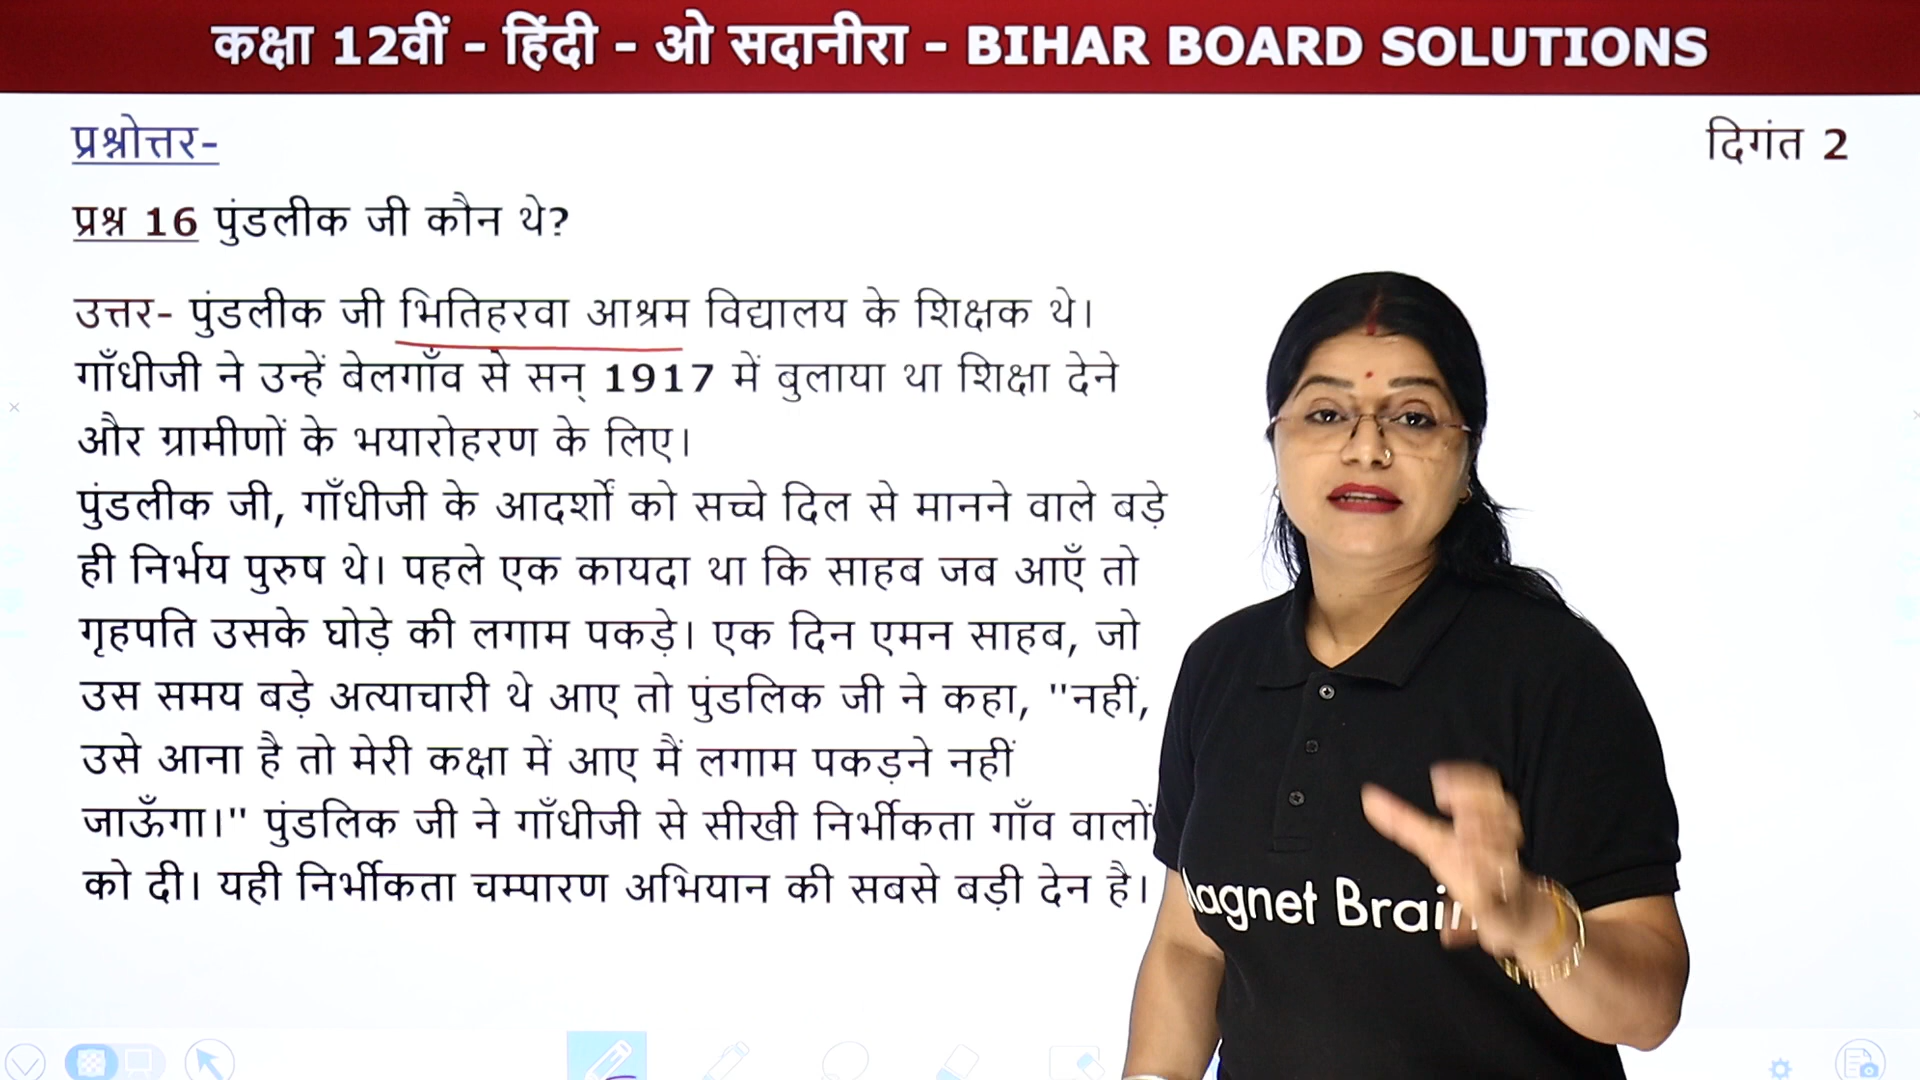 कक्षा 12वीं - हिंदी - ओ सदानीरा - BIHAR BOARD SOLUTIONS
प्रश्नोत्तर-
दिगंत 2
प्रश्न 16 पुंडलीक जी कौन थे?
उत्तर- पुंडलीक जी भितिहरवा आश्रम विद्यालय के शिक्षक थे।
गाँधीजी ने उन्हें बेलगाँव से सन् 1917 में बुलाया था शिक्षा देने
और ग्रामीणों के भयारोहरण के लिए।
पुंडलीक जी, गाँधीजी के आदर्शों को सच्चे दिल से मानने वाले बड़े
ही निर्भय पुरुष थे। पहले एक कायदा था कि साहब जब आएँ तो
गृहपति उसके घोड़े की लगाम पकड़े। एक दिन एमन साहब, जो
उस समय बड़े अत्याचारी थे आए तो पुंडलिक जी ने कहा, "नहीं,
उसे आना है तो मेरी कक्षा में आए मैं लगाम पकड़ने नहीं
जाऊँगा।" पुंडलिक जी ने गाँधीजी से सीखी निर्भीकता गाँव वालों
को दी। यही निर्भीकता चम्पारण अभियान की सबसे बड़ी देन है।
agnet Brain